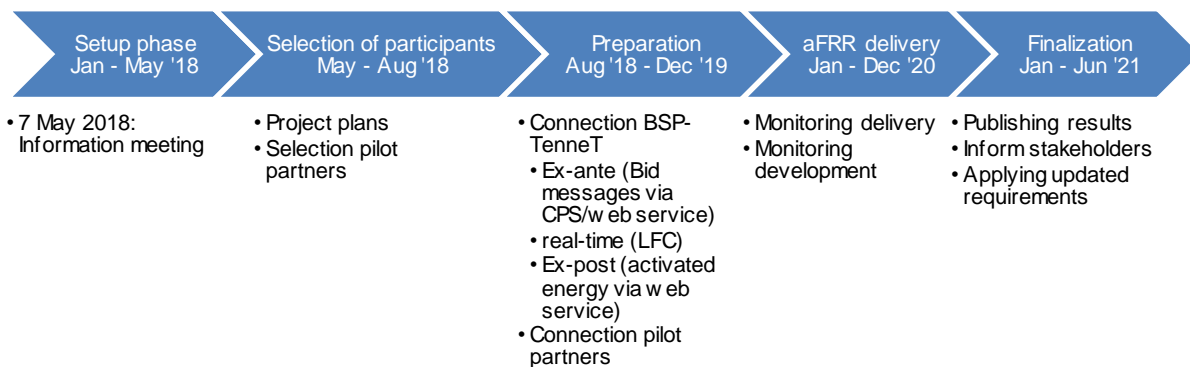 Setup phase
Jan - May '18
Selection of participants
May - Aug '18
Preparation
Aug '18 - Dec '19
aFRR delivery
Jan - Dec '20
Finalization
Jan - Jun '21
• 7 May 2018:
Information meeting
• Project plans
• Selection pilot
partners
• Connection BSP-
TenneT
• Ex-ante (Bid
messages via
CPS/web service)
• real-time (LFC)
• Ex-post (activated
energy via web
service)
• Connection pilot
partners
• Monitoring delivery
• Monitoring
development
• Publishing results
• Inform stakeholders
• Applying updated
requirements